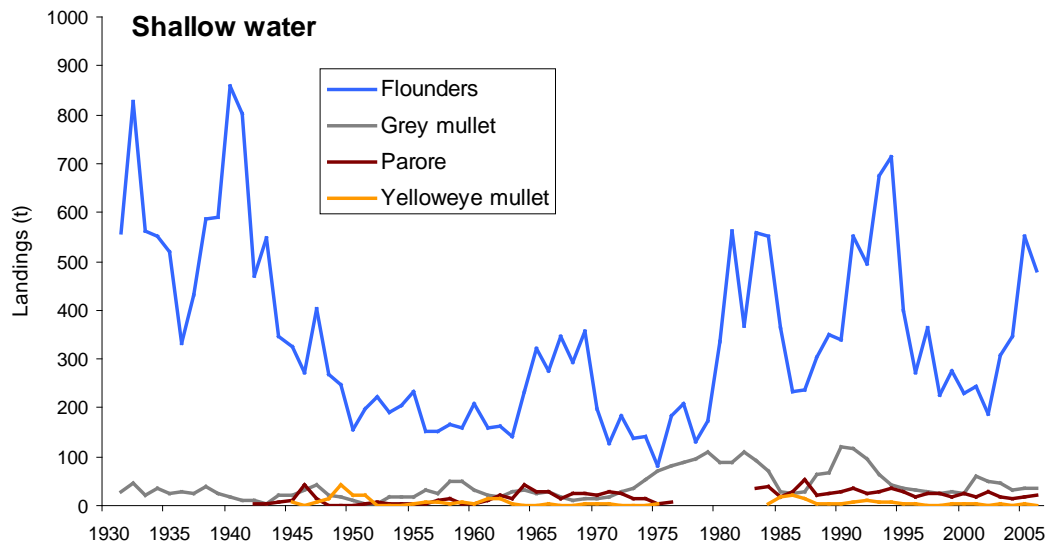 Shallow water
1000
900
800
700
600
500
400
300
200
100
0
Landings (t)
Flounders
Grey mullet
Parore
Yelloweye mullet
1930 1935 1940 1945 1950 1955 1960 1965 1970 1975 1980 1985 1990 1995 2000 2005